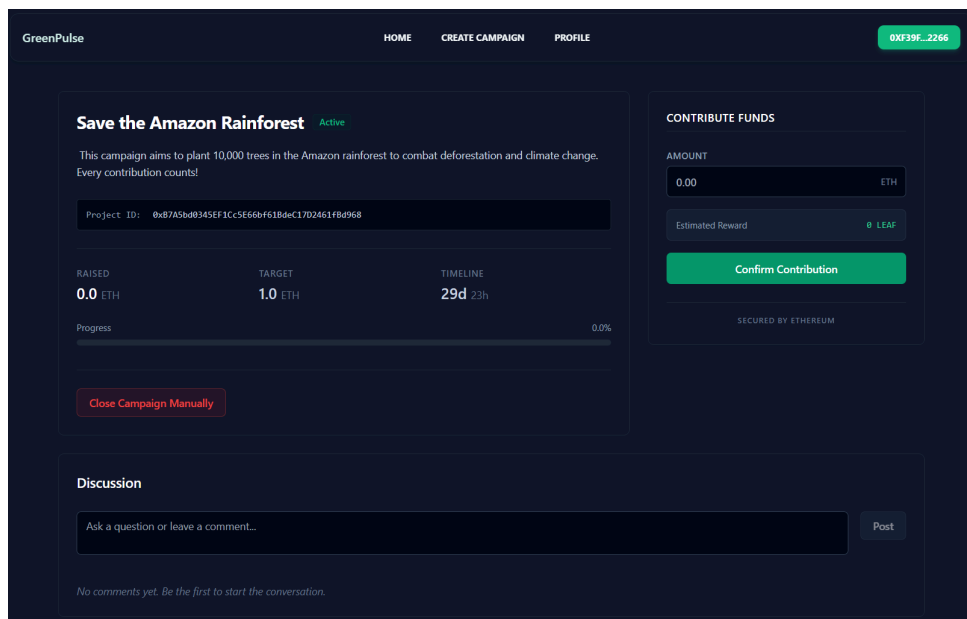 GreenPulse
HOME
CREATE CAMPAIGN
PROFILE
0XF39F...2266
Save the Amazon Rainforest
Active
This campaign aims to plant 10,000 trees in the Amazon rainforest to combat deforestation and climate change.
Every contribution counts!
Project ID: 0xB7A5bd0345EF1Cc5E66bf61BdeC17D2461fBd968
RAISED
0.0 ETH
TARGET
1.0 ETH
TIMELINE
29d 23h
Progress
0.0%
Close Campaign Manually
CONTRIBUTE FUNDS
AMOUNT
0.00
ETH
Estimated Reward
0 LEAF
Confirm Contribution
SECURED BY ETHEREUM
Discussion
Ask a question or leave a comment...
Post
No comments yet. Be the first to start the conversation.